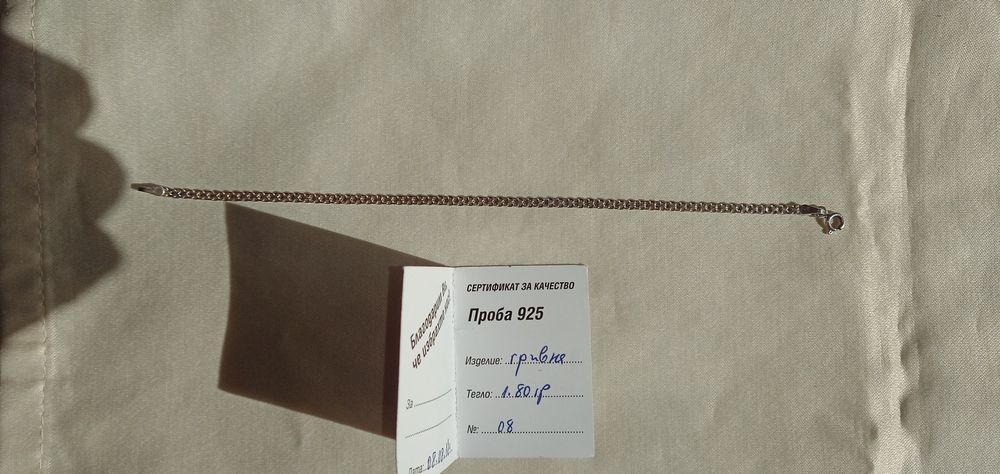 Благодарим Ви,
че избрахте нас!
За
Дата:
СЕРТИФИКАТ ЗА КАЧЕСТВО
Проба 925
Изделие: гривна
Тегло: 1.80 гр
№: 08